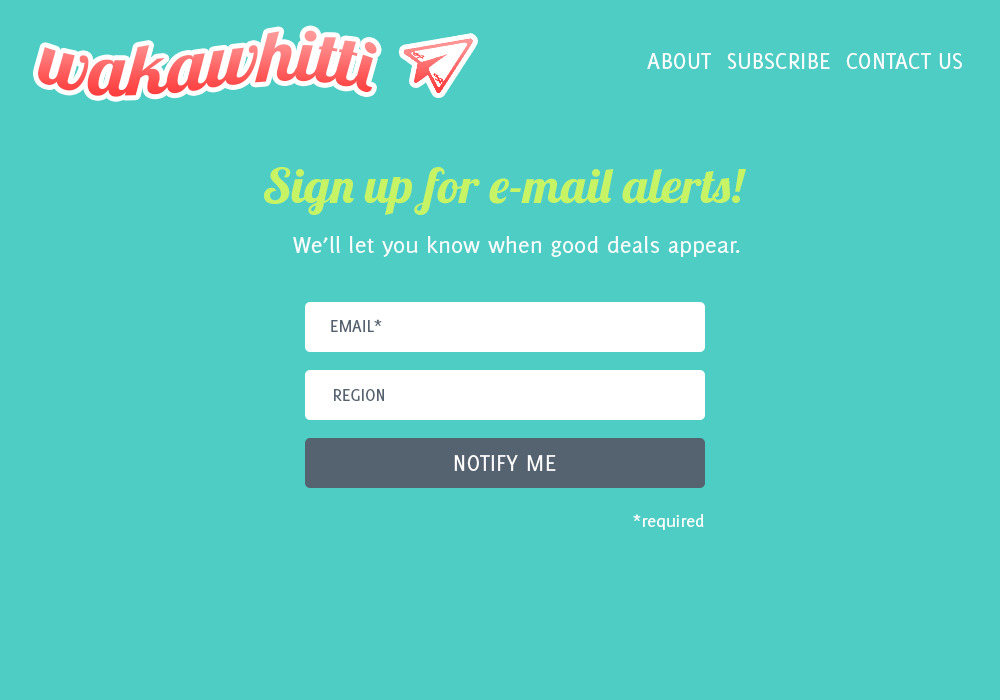 wakawhitti
ABOUT SUBSCRIBE CONTACT US
Sign up for e-mail alerts!
We'll let you know when good deals appear.
EMAIL*
REGION
NOTIFY ME
*required